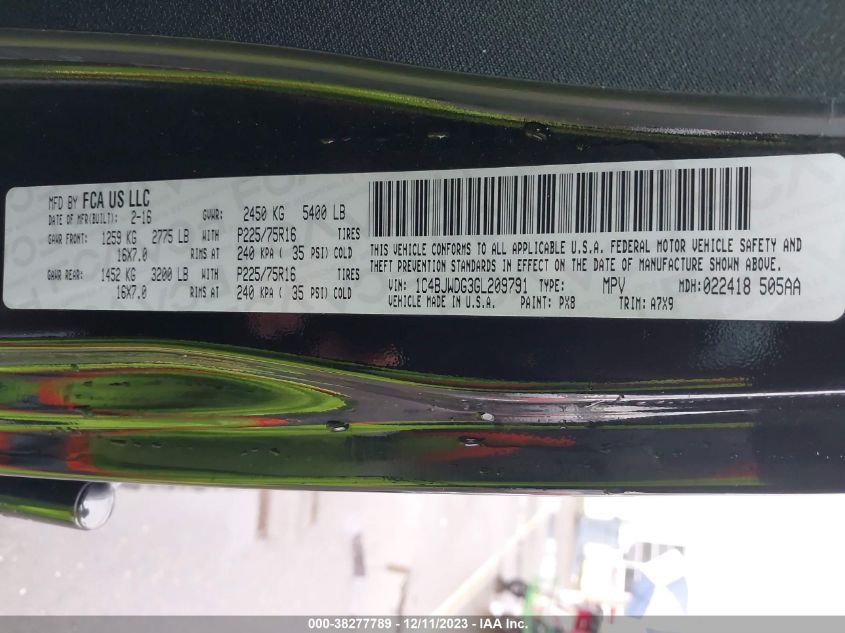 MFD BY FCA US LLC
DATE OF MFR(BUILT): 2-16 GVWR: 2450 KG 5400 LB
GAWR FRONT: 1259 KG 2775 LB WITH P225/75R16 TIRES
16X7.0 RIMS AT 240 KPA ( 35 PSI) COLD
GAWR REAR: 1452 KG 3200 LB WITH P225/75R16 TIRES
16X7.0 RIMS AT 240 KPA ( 35 PSI) COLD
THIS VEHICLE CONFORMS TO ALL APPLICABLE U.S.A. FEDERAL MOTOR VEHICLE SAFETY AND
THEFT PREVENTION STANDARDS IN EFFECT ON THE DATE OF MANUFACTURE SHOWN ABOVE.
VIN: 1C4BJWDG3GL209791 TYPE: MPV MDH:022418 505AA
VEHICLE MADE IN U.S.A. PAINT: PX8 TRIM: A7X9
000-38277789 - 12/11/2023 - IAA Inc.